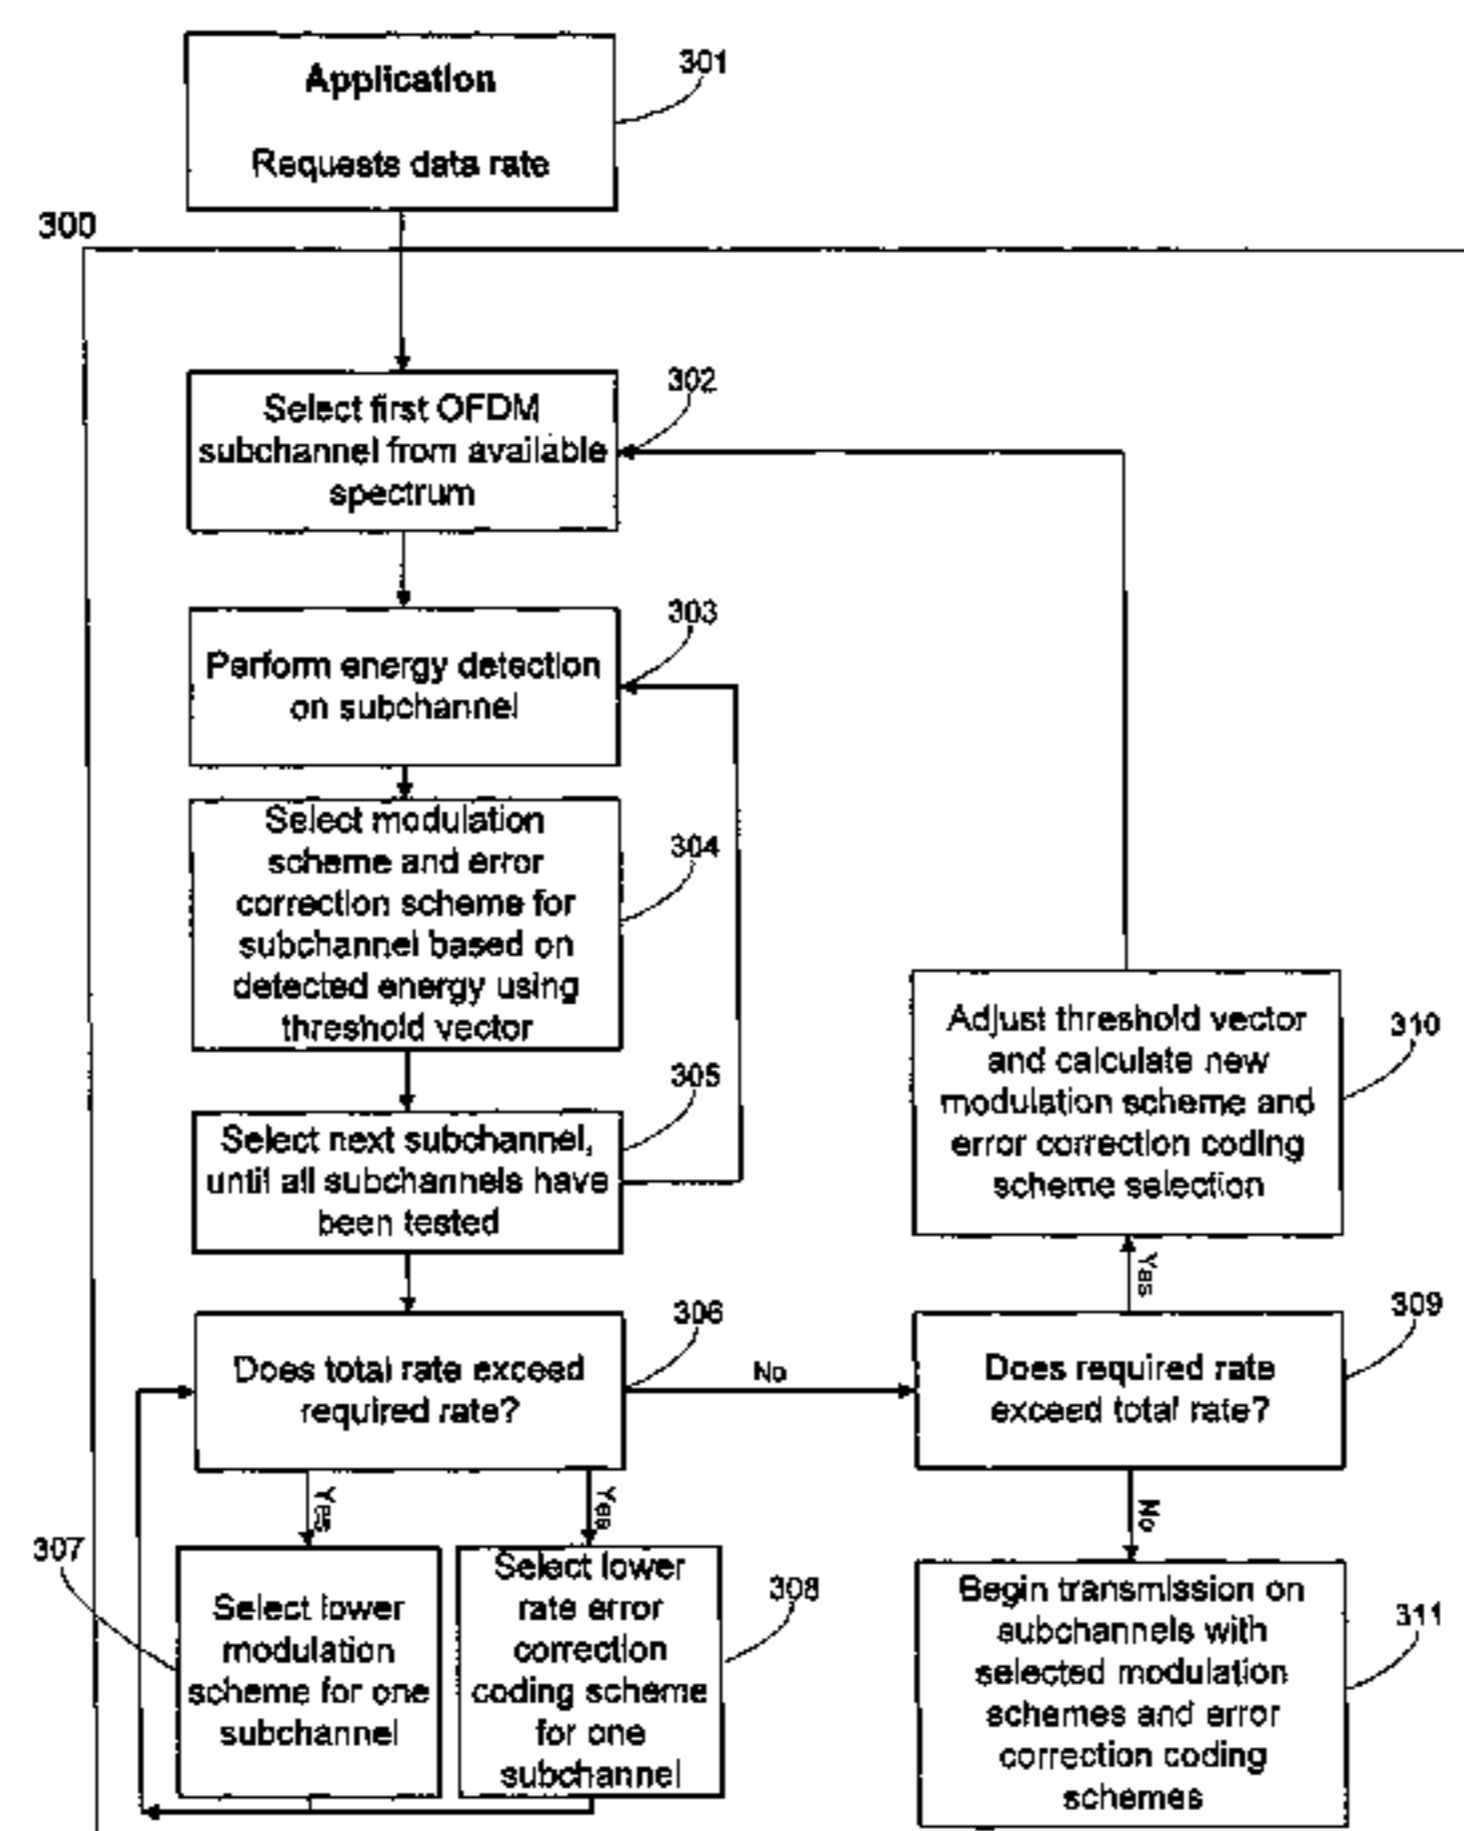 Application
Requests data rate
301
300
Select first OFDM
subchannel from available
spectrum
302
Perform energy detection
on subchannel
303
Select modulation
scheme and error
correction scheme for
subchannel based on
detected energy using
threshold vector
304
Select next subchannel,
until all subchannels have
been tested
305
Does total rate exceed
required rate?
306
No
Yes
Yes
307
Select lower
modulation
scheme for one
subchannel
Select lower
rate error
correction
coding scheme
for one
subchannel
308
Adjust threshold vector
and calculate new
modulation scheme and
error correction coding
scheme selection
310
Yes
Does required rate
exceed total rate?
309
No
Begin transmission on
subchannels with
selected modulation
schemes and error
correction coding
schemes
311